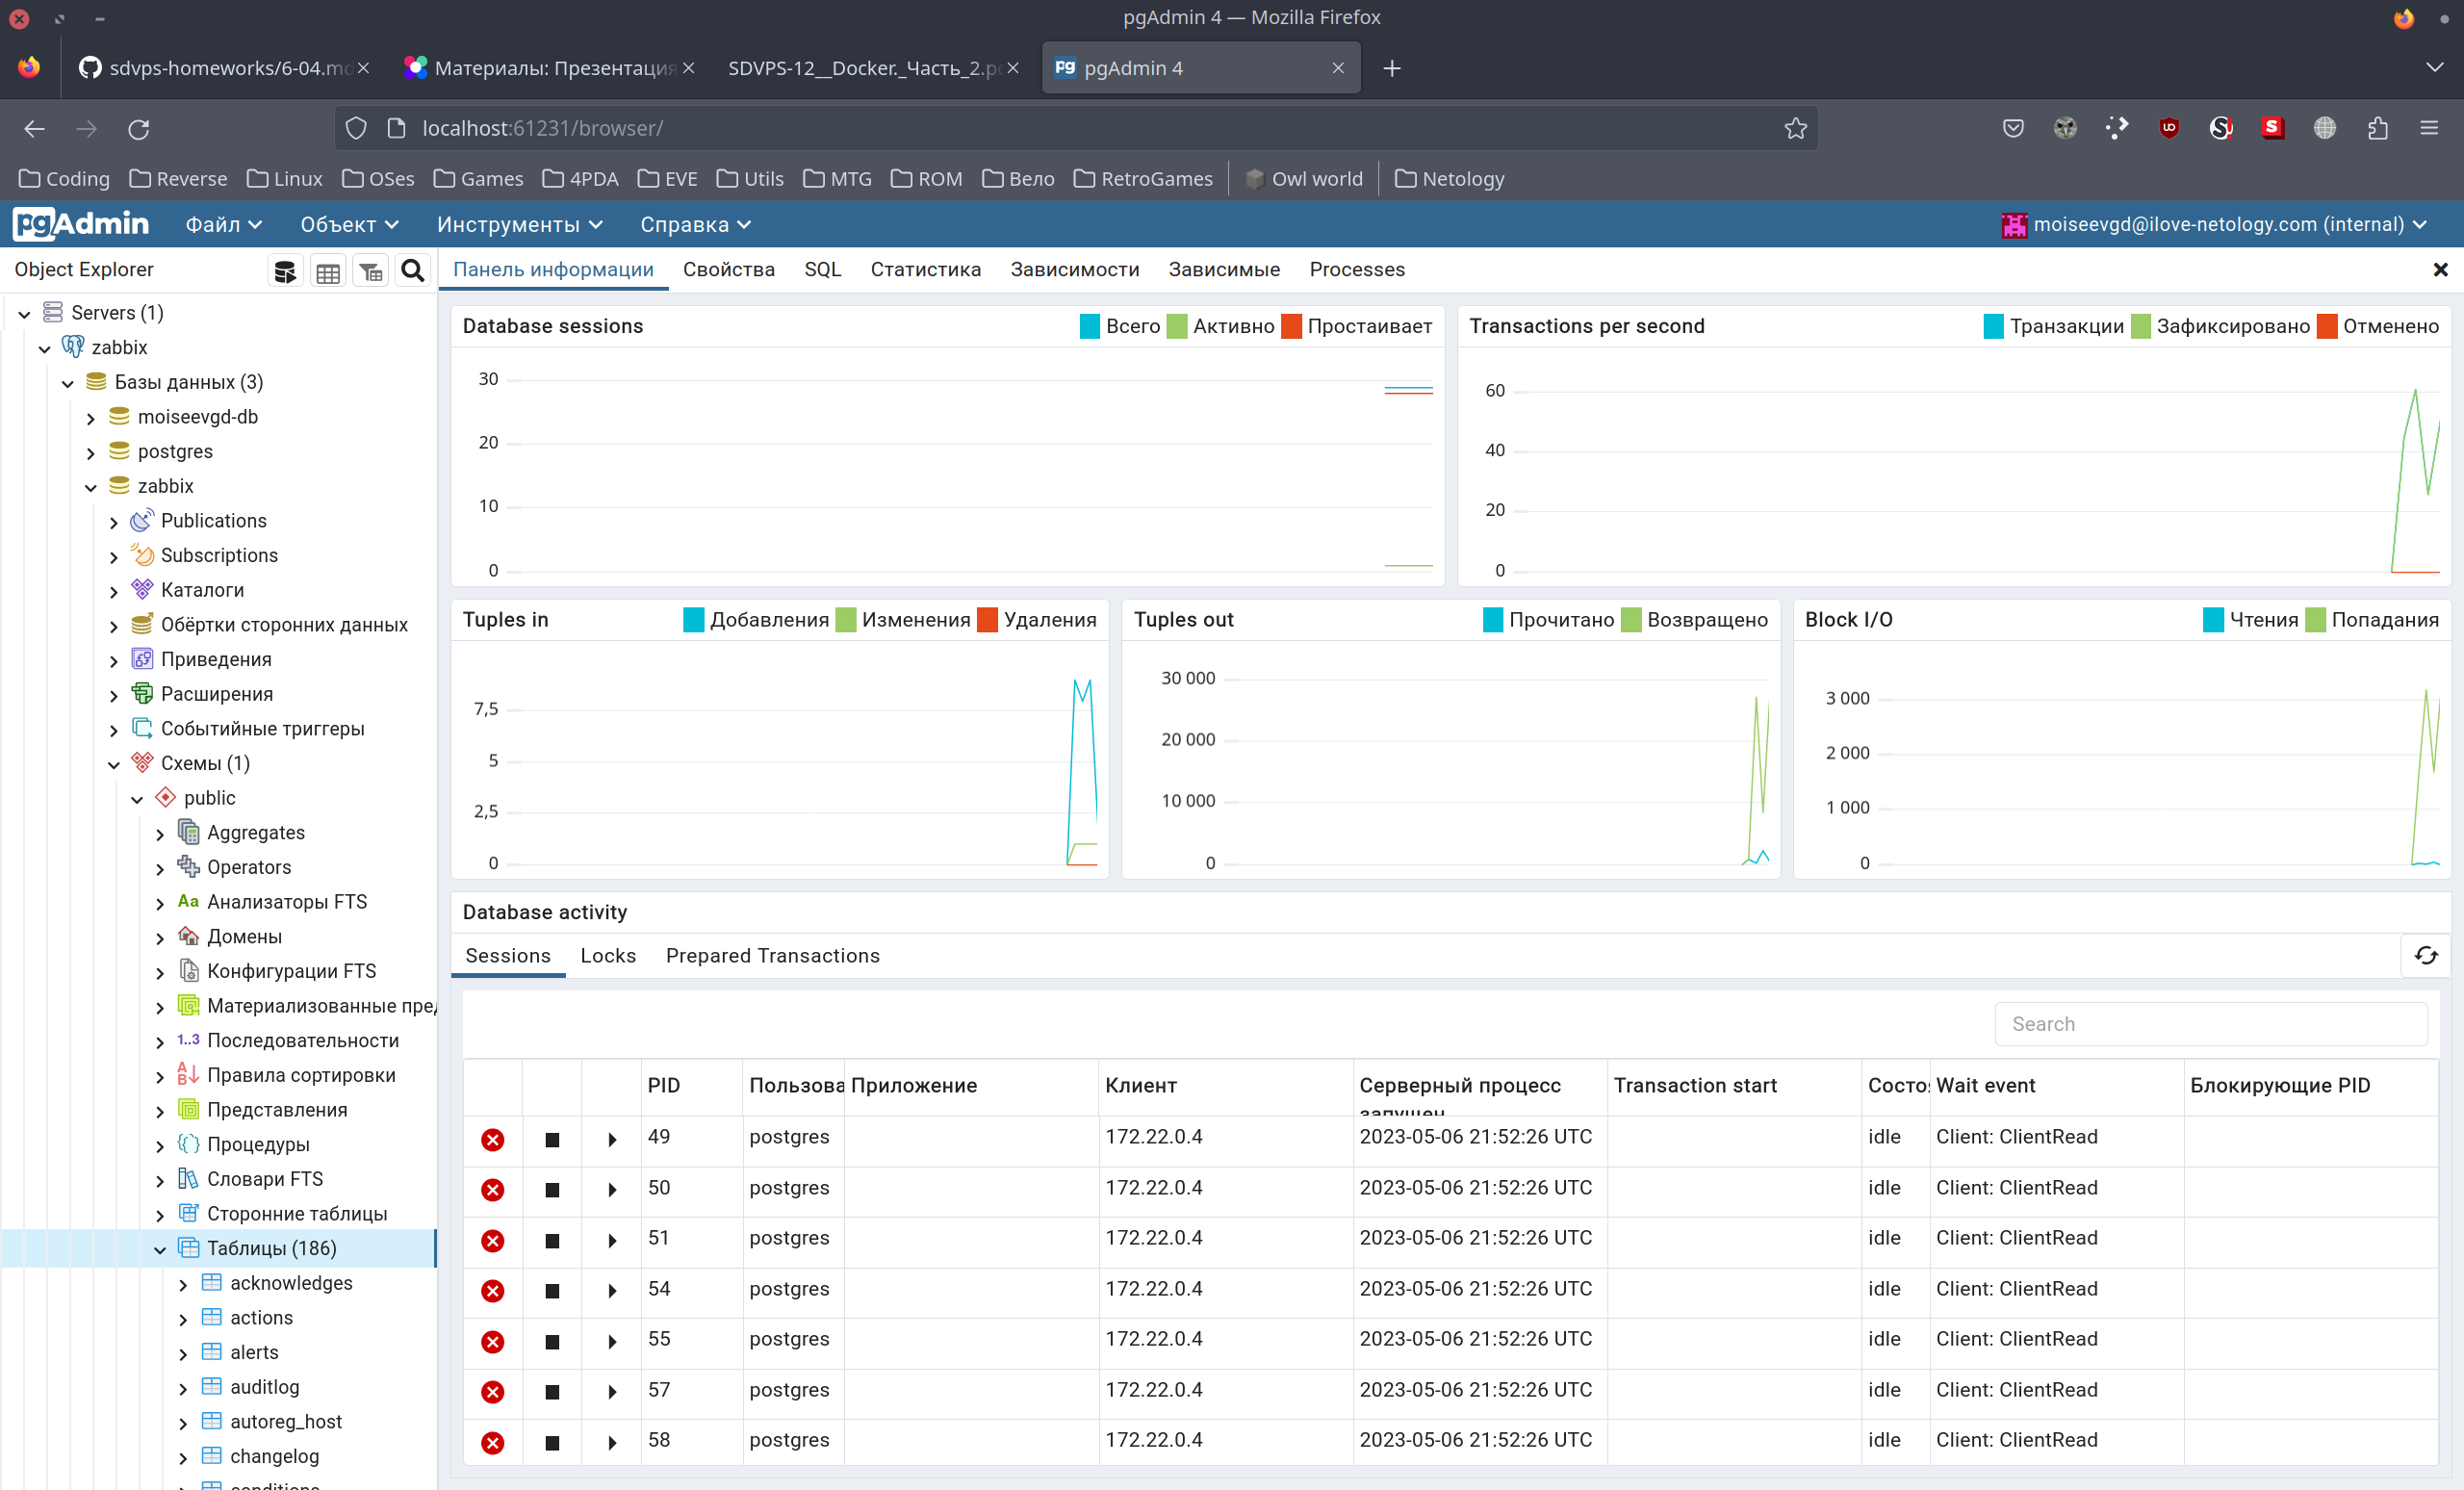 pgAdmin 4 — Mozilla Firefox
sdvps-homeworks/6-04.md
Материалы: Презентация
SDVPS-12__Docker._Часть_2.pd
pgAdmin 4
localhost:61231/browser/
Coding Reverse Linux OSes Games 4PDA EVE Utils MTG ROM Вело RetroGames Owl world Netology
pgAdmin Файл Объект Инструменты Справка moiseevgd@ilove-netology.com (internal)
Object Explorer
Servers (1)
zabbix
Базы данных (3)
moiseevgd-db
postgres
zabbix
Publications
Subscriptions
Каталоги
Обёртки сторонних данных
Приведения
Расширения
Событийные триггеры
Схемы (1)
public
Aggregates
Operators
Aa Анализаторы FTS
Домены
Конфигурации FTS
Материализованные пред
1..3 Последовательности
Правила сортировки
Представления
Процедуры
Словари FTS
Сторонние таблицы
Таблицы (186)
acknowledges
actions
alerts
auditlog
autoreg_host
changelog
conditions
Панель информации Свойства SQL Статистика Зависимости Зависимые Processes
Database sessions Всего Активно Простаивает
30
20
10
0
Transactions per second Транзакции Зафиксировано Отменено
60
40
20
0
Tuples in Добавления Изменения Удаления
7,5
5
2,5
0
Tuples out Прочитано Возвращено
30 000
20 000
10 000
0
Block I/O Чтения Попадания
3 000
2 000
1 000
0
Database activity
Sessions Locks Prepared Transactions
Search
PID Пользова Приложение Клиент Серверный процесс запущен Transaction start Состоя Wait event Блокирующие PID
49 postgres 172.22.0.4 2023-05-06 21:52:26 UTC idle Client: ClientRead
50 postgres 172.22.0.4 2023-05-06 21:52:26 UTC idle Client: ClientRead
51 postgres 172.22.0.4 2023-05-06 21:52:26 UTC idle Client: ClientRead
54 postgres 172.22.0.4 2023-05-06 21:52:26 UTC idle Client: ClientRead
55 postgres 172.22.0.4 2023-05-06 21:52:26 UTC idle Client: ClientRead
57 postgres 172.22.0.4 2023-05-06 21:52:26 UTC idle Client: ClientRead
58 postgres 172.22.0.4 2023-05-06 21:52:26 UTC idle Client: ClientRead